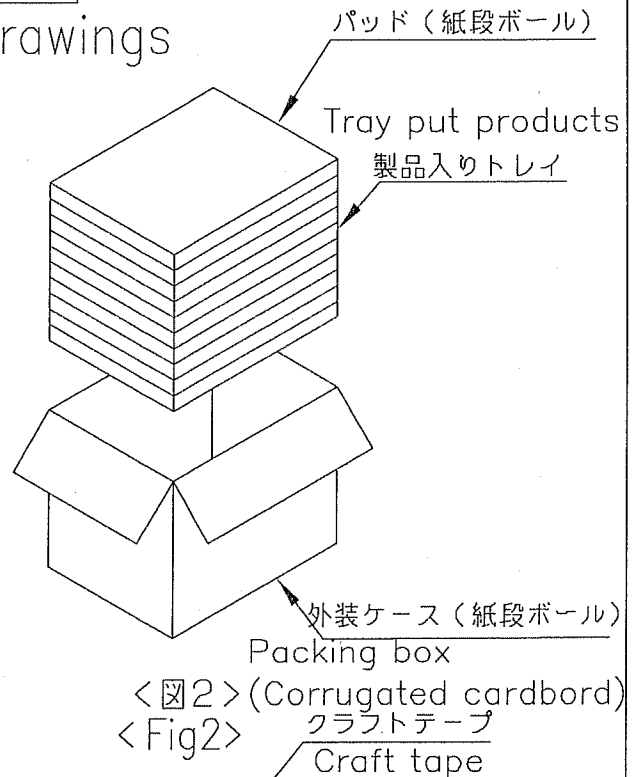 rawings
パッド（紙段ボール）
Tray put products
製品入りトレイ
外装ケース（紙段ボール）
Packing box
<図2>(Corrugated cardbord)
<Fig2>
クラフトテープ
Craft tape